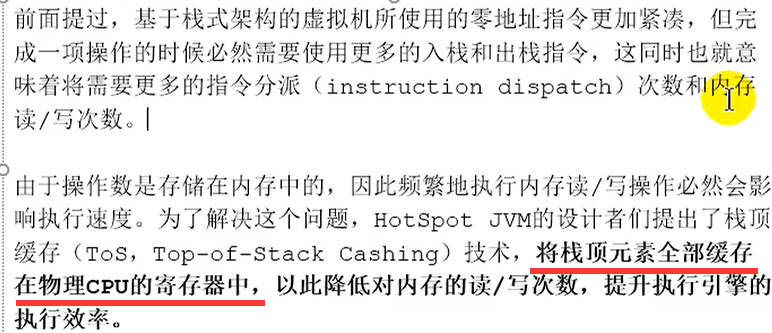 前面提过，基于栈式架构的虚拟机所使用的零地址指令更加紧凑，但完
成一项操作的时候必然需要使用更多的入栈和出栈指令，这同时也就意
味着将需要更多的指令分派（instruction dispatch）次数和内存
读/写次数。
由于操作数是存储在内存中的，因此频繁地执行内存读/写操作必然会影
响执行速度。为了解决这个问题，HotSpot JVM的设计者们提出了栈顶
缓存（ToS，Top-of-Stack Cashing）技术，将栈顶元素全部缓存
在物理CPU的寄存器中，以此降低对内存的读/写次数，提升执行引擎的
执行效率。